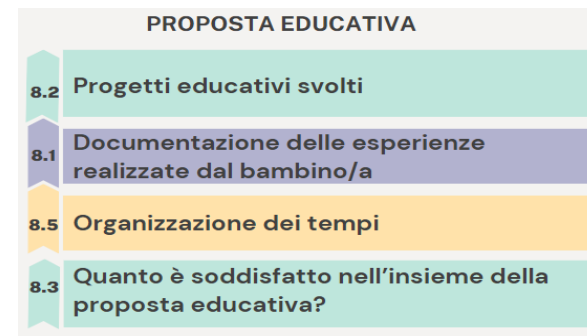 PROPOSTA EDUCATIVA
8.2 Progetti educativi svolti
8.1 Documentazione delle esperienze
realizzate dal bambino/a
8.5 Organizzazione dei tempi
8.3 Quanto è soddisfatto nell'insieme della
proposta educativa?